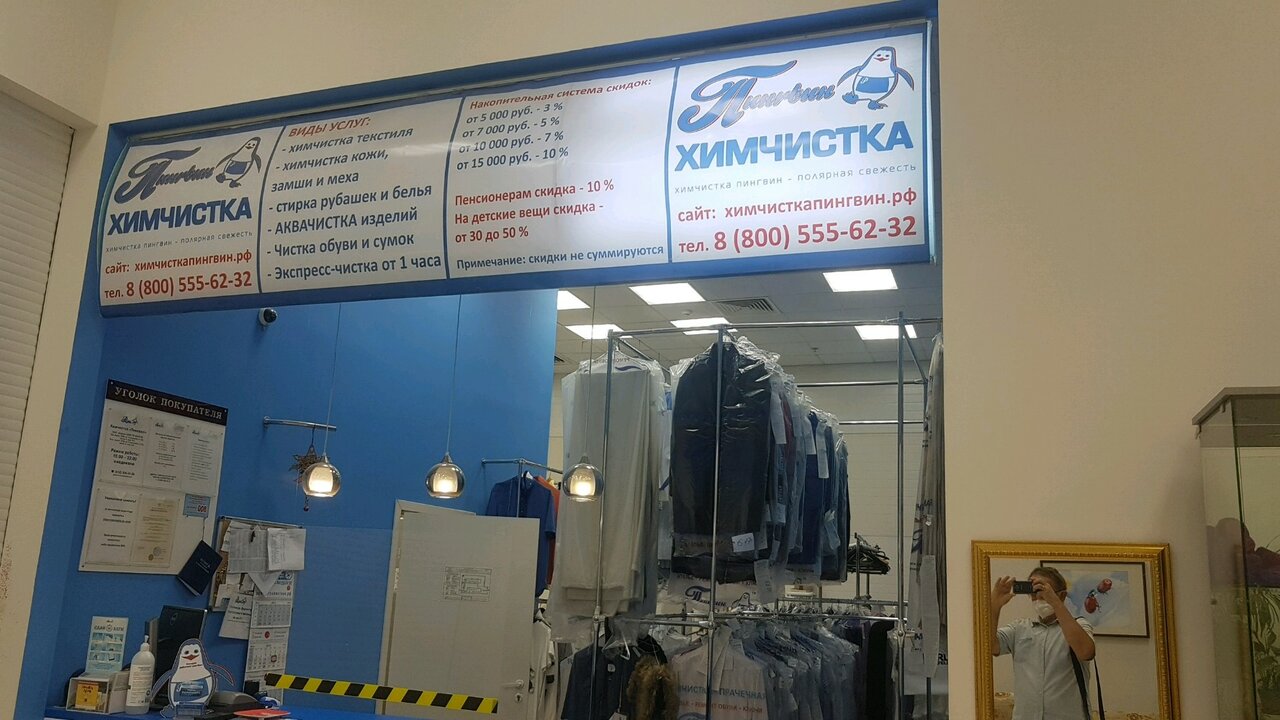 Пингвин
ХИМЧИСТКА
химчистка пингвин - полярная свежесть
сайт: химчисткапингвин.рф
тел. 8 (800) 555-62-32
ВИДЫ УСЛУГ:
- химчистка текстиля
- химчистка кожи,
замши и меха
- стирка рубашек и белья
- АКВАЧИСТКА изделий
- Чистка обуви и сумок
- Экспресс-чистка от 1 часа
Накопительная система скидок:
от 5 000 руб. - 3 %
от 7 000 руб. - 5 %
от 10 000 руб. - 7 %
от 15 000 руб. - 10 %
Пенсионерам скидка - 10 %
На детские вещи скидка -
от 30 до 50 %
Примечание: скидки не суммируются
Пингвин
ХИМЧИСТКА
химчистка пингвин - полярная свежесть
сайт: химчисткапингвин.рф
тел. 8 (800) 555-62-32
УГОЛОК ПОКУПАТЕЛЯ
Режим работы:
ежедневно